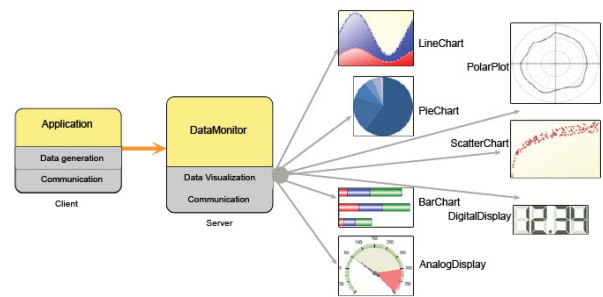 Application
Data generation
Communication
Client
DataMonitor
Data Visualization
Communication
Server
LineChart
PieChart
BarChart
AnalogDisplay
PolarPlot
ScatterChart
DigitalDisplay
12.34